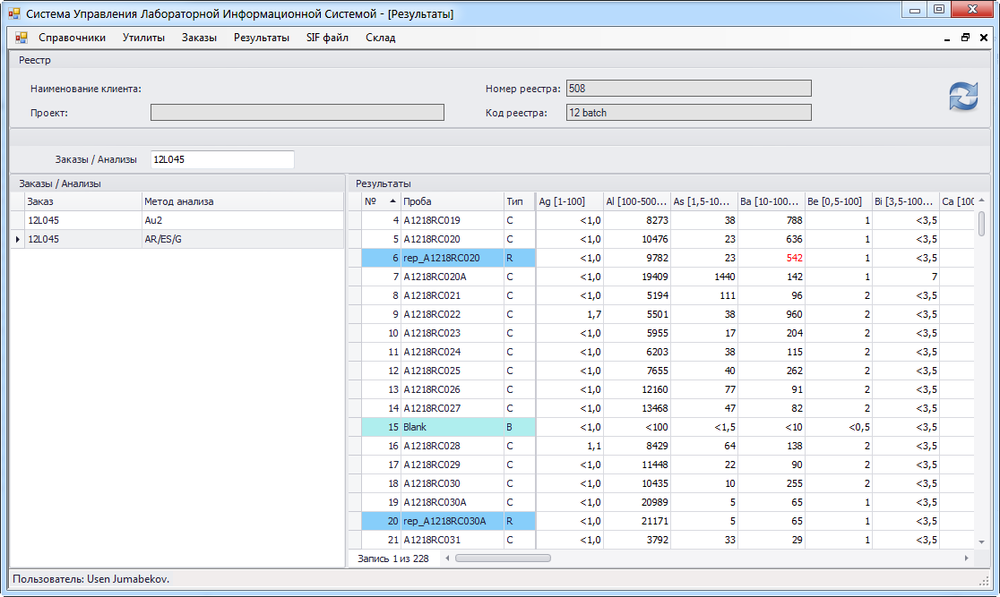 Система Управления Лабораторной Информационной Системой - [Результаты]
Справочники Утилиты Заказы Результаты SIF файл Склад
Реестр
Наименование клиента: Номер реестра: 508
Проект: Код реестра: 12 batch
Заказы / Анализы 12L045
Заказы / Анализы Результаты
Заказ Метод анализа № Проба Тип Ag [1-100] Al [100-500... As [1,5-10... Ba [10-100... Be [0,5-100] Bi [3,5-100... Ca [100
12L045 Au2 4 A1218RC019 C <1,0 8273 38 788 1 <3,5
12L045 AR/ES/G 5 A1218RC020 C <1,0 10476 23 636 1 <3,5
6 rep_A1218RC020 R <1,0 9782 23 542 1 <3,5
7 A1218RC020A C <1,0 19409 1440 142 1 7
8 A1218RC021 C <1,0 5194 111 96 2 <3,5
9 A1218RC022 C 1,7 5501 38 960 2 <3,5
10 A1218RC023 C <1,0 5955 17 204 2 <3,5
11 A1218RC024 C <1,0 6203 38 115 2 <3,5
12 A1218RC025 C <1,0 7655 40 262 2 <3,5
13 A1218RC026 C <1,0 12160 77 91 2 <3,5
14 A1218RC027 C <1,0 13468 47 82 2 <3,5
15 Blank B <1,0 <100 <1,5 <10 <0,5 <3,5
16 A1218RC028 C 1,1 8429 64 138 2 <3,5
17 A1218RC029 C <1,0 11448 22 90 2 <3,5
18 A1218RC030 C <1,0 10435 10 255 2 <3,5
19 A1218RC030A C <1,0 20989 5 65 1 <3,5
20 rep_A1218RC030A R <1,0 21171 5 65 1 <3,5
21 A1218RC031 C <1,0 3792 33 29 1 <3,5
Запись 1 из 228
Пользователь: Usen Jumabekov.